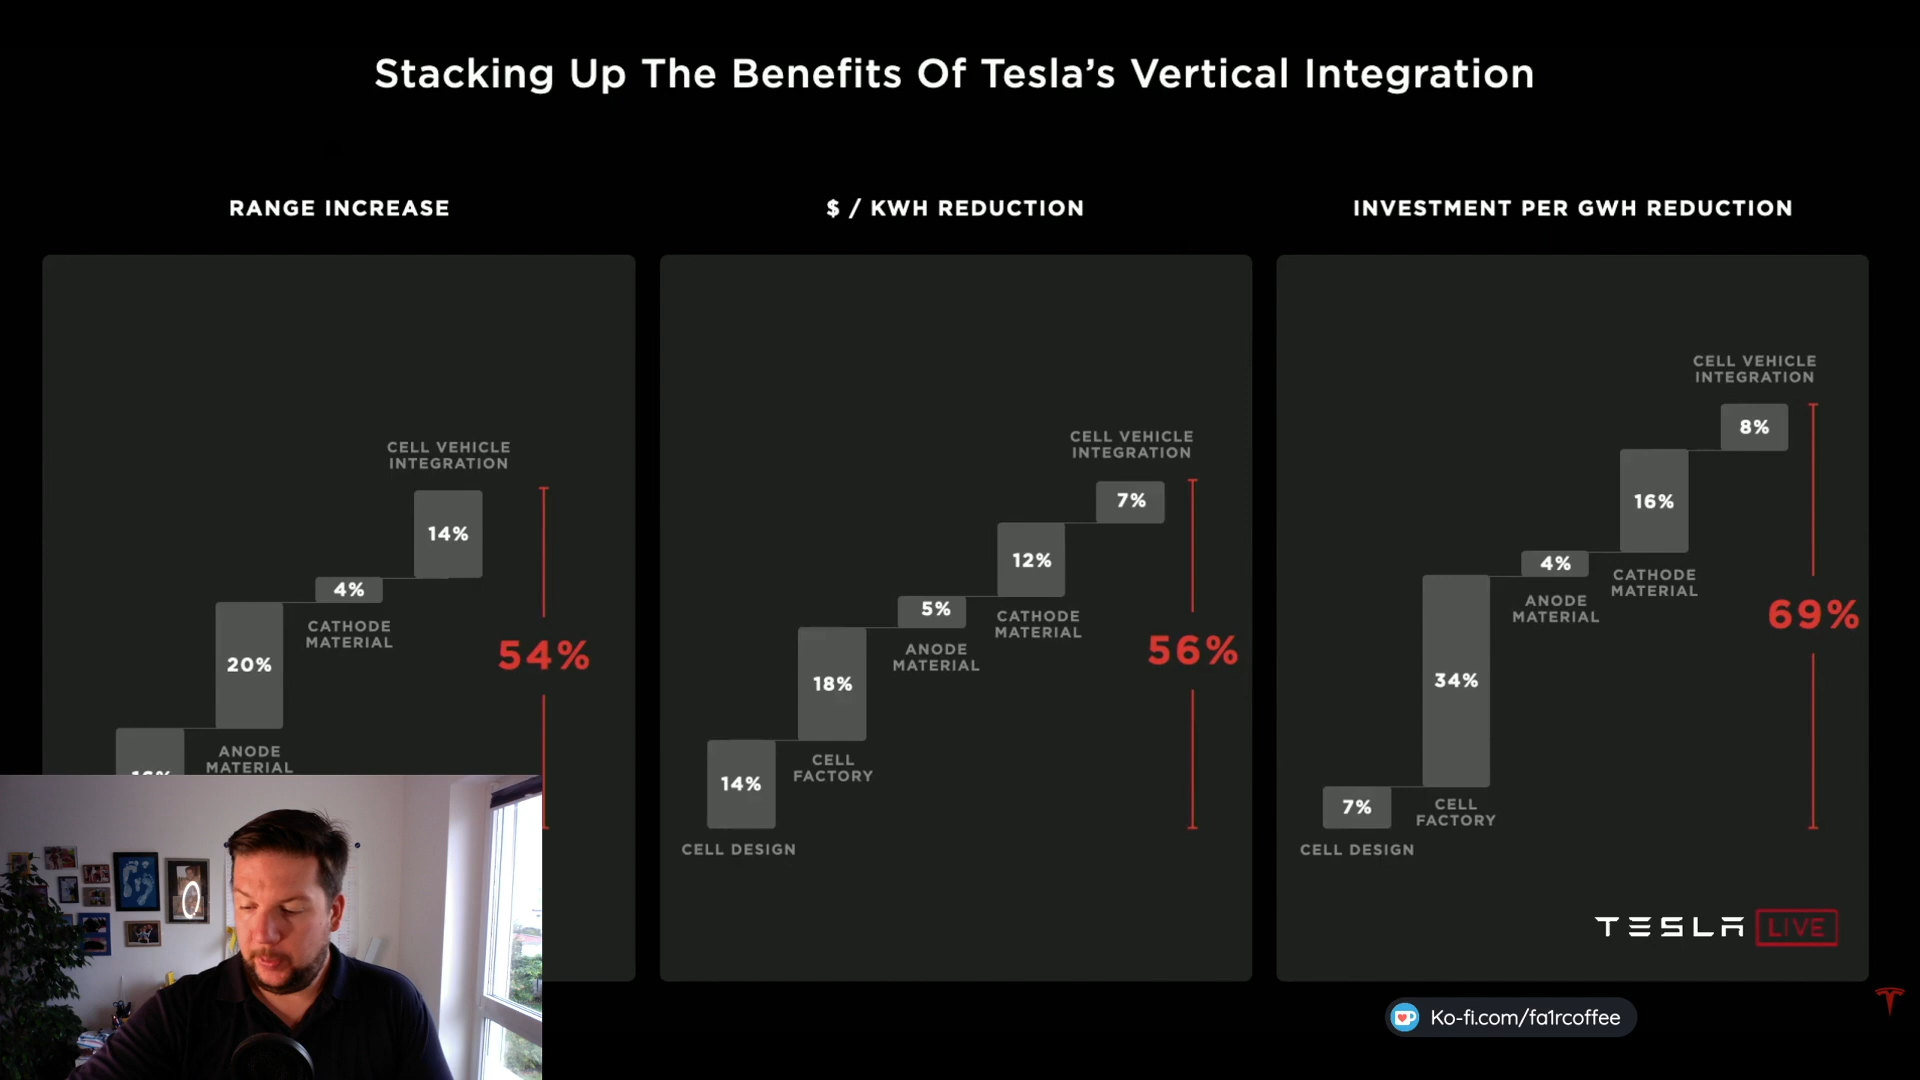 Stacking Up The Benefits Of Tesla's Vertical Integration
RANGE INCREASE
CELL VEHICLE
INTEGRATION
14%
4%
CATHODE
MATERIAL
20%
ANODE
MATERIAL
54%
$ / KWH REDUCTION
CELL VEHICLE
INTEGRATION
7%
12%
CATHODE
MATERIAL
5%
ANODE
MATERIAL
18%
CELL
FACTORY
14%
CELL DESIGN
56%
INVESTMENT PER GWH REDUCTION
CELL VEHICLE
INTEGRATION
8%
16%
CATHODE
MATERIAL
4%
ANODE
MATERIAL
34%
CELL
FACTORY
7%
CELL DESIGN
69%
TESLA LIVE
Ko-fi.com/fa1rcoffee